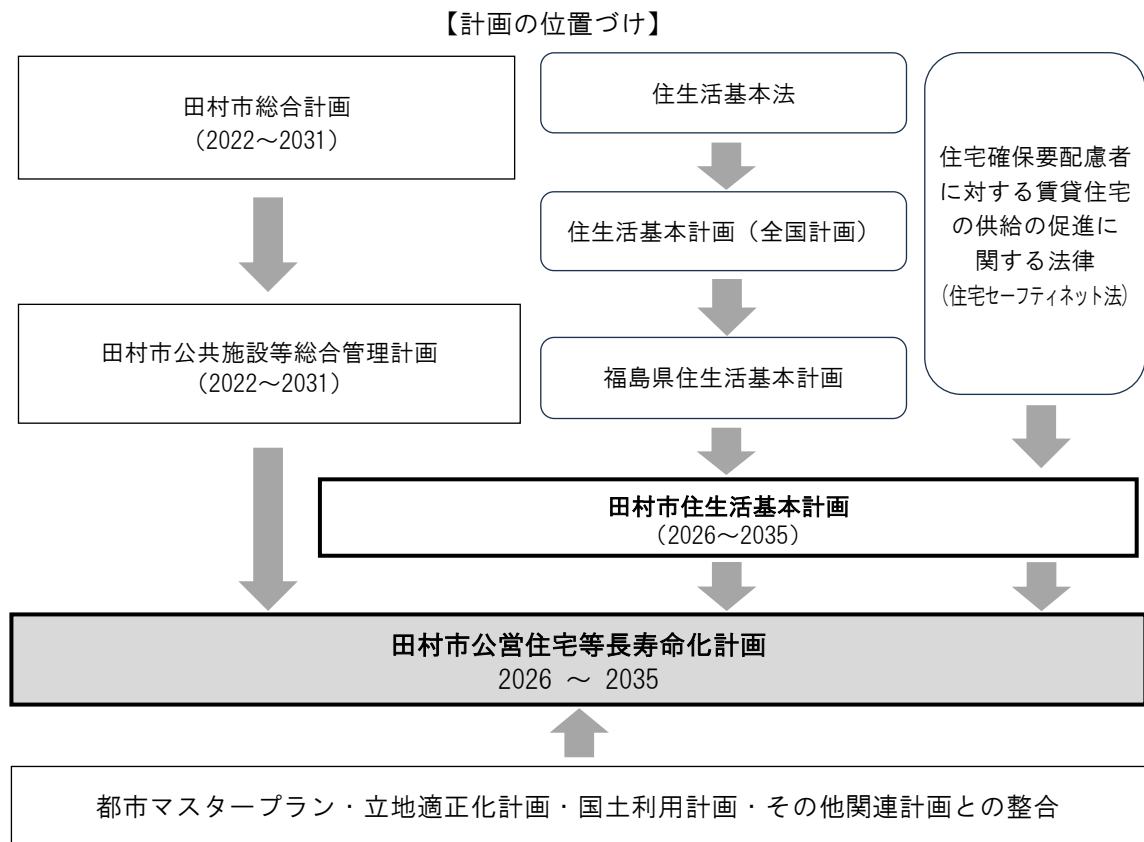 【計画の位置づけ】
田村市総合計画
(2022～2031)
田村市公共施設等総合管理計画
(2022～2031)
住生活基本法
住生活基本計画（全国計画）
福島県住生活基本計画
住宅確保要配慮者
に対する賃貸住宅
の供給の促進に
関する法律
(住宅セーフティネット法)
田村市住生活基本計画
（2026～2035）
田村市公営住宅等長寿命化計画
2026 ～ 2035
都市マスタープラン・立地適正化計画・国土利用計画・その他関連計画との整合